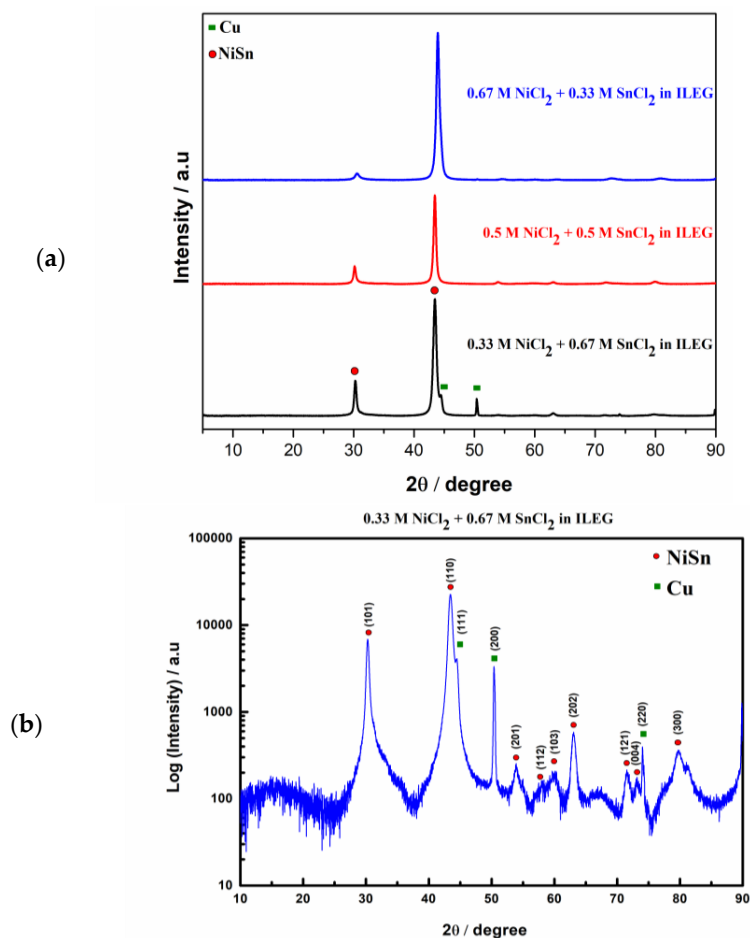 (a)
Cu
NiSn
0.67 M NiCl₂ + 0.33 M SnCl₂ in ILEG
0.5 M NiCl₂ + 0.5 M SnCl₂ in ILEG
0.33 M NiCl₂ + 0.67 M SnCl₂ in ILEG
Intensity / a.u
10 20 30 40 50 60 70 80 90
2θ / degree
(b)
0.33 M NiCl₂ + 0.67 M SnCl₂ in ILEG
100000
10000
1000
100
10
Log (Intensity) / a.u
NiSn
Cu
(101)
(110)
(111)
(200)
(201)
(112)
(103)
(202)
(121)
(004)
(220)
(300)
10 20 30 40 50 60 70 80 90
2θ / degree